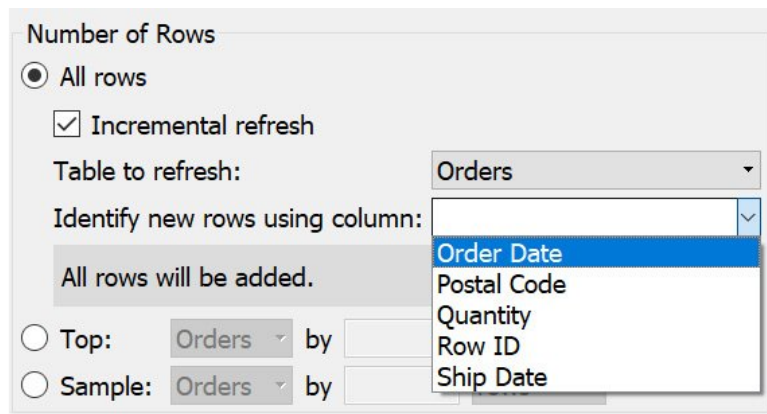 Number of Rows
All rows
Incremental refresh
Table to refresh: Orders
Identify new rows using column:
Order Date
All rows will be added.
Postal Code
Quantity
Top: Orders by
Row ID
Sample: Orders by
Ship Date